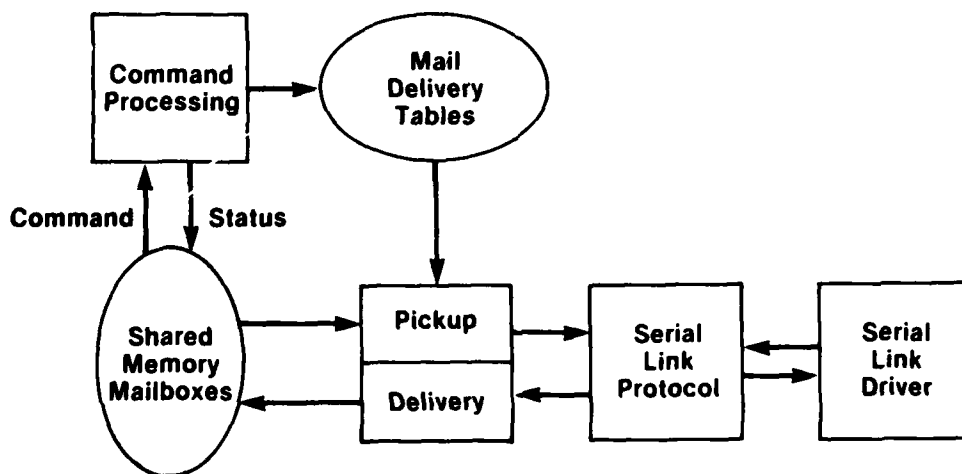 Command
Processing
Mail
Delivery
Tables
Command
Status
Shared
Memory
Mailboxes
Pickup
Delivery
Serial
Link
Protocol
Serial
Link
Driver